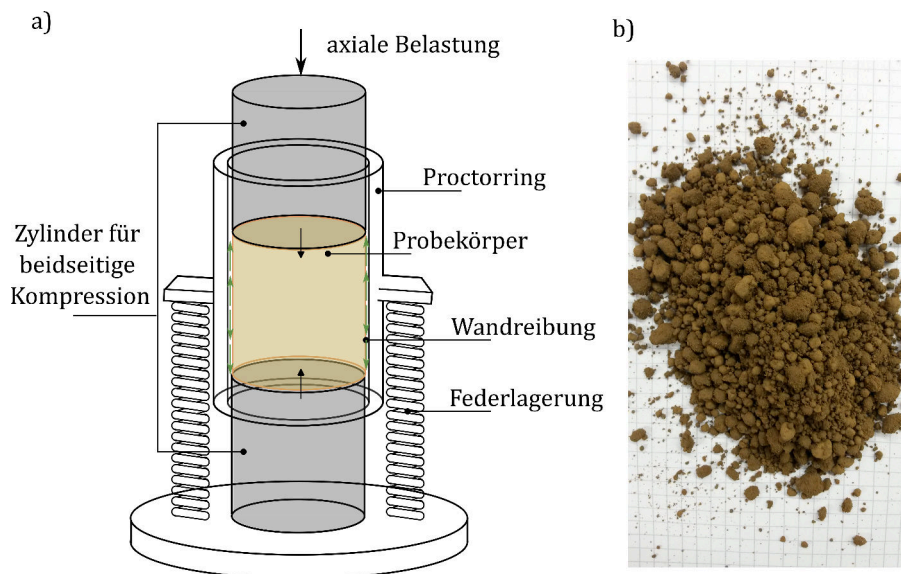 a)
axiale Belastung
Proctorring
Probekörper
Zylinder für
beidseitige
Kompression
Wandreibung
Federlagerung
b)